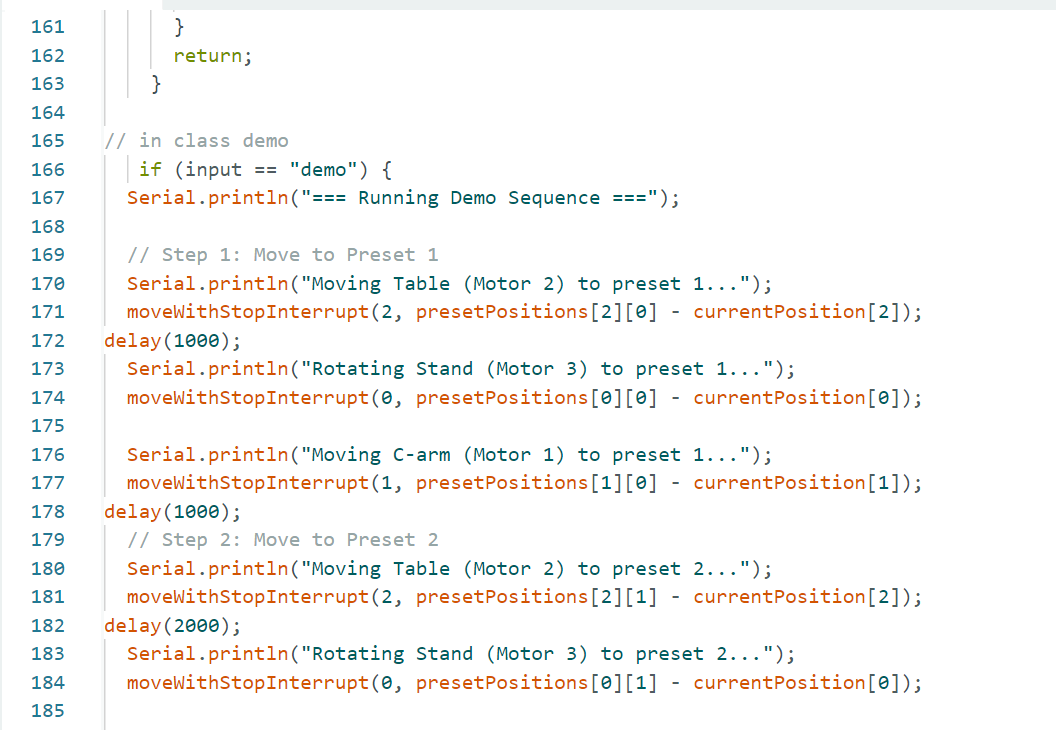 161 }
162 return;
163 }
164
165 // in class demo
166 if (input == "demo") {
167 Serial.println("=== Running Demo Sequence ===");
168
169 // Step 1: Move to Preset 1
170 Serial.println("Moving Table (Motor 2) to preset 1...");
171 moveWithStopInterrupt(2, presetPositions[2][0] - currentPosition[2]);
172 delay(1000);
173 Serial.println("Rotating Stand (Motor 3) to preset 1...");
174 moveWithStopInterrupt(0, presetPositions[0][0] - currentPosition[0]);
175
176 Serial.println("Moving C-arm (Motor 1) to preset 1...");
177 moveWithStopInterrupt(1, presetPositions[1][0] - currentPosition[1]);
178 delay(1000);
179 // Step 2: Move to Preset 2
180 Serial.println("Moving Table (Motor 2) to preset 2...");
181 moveWithStopInterrupt(2, presetPositions[2][1] - currentPosition[2]);
182 delay(2000);
183 Serial.println("Rotating Stand (Motor 3) to preset 2...");
184 moveWithStopInterrupt(0, presetPositions[0][1] - currentPosition[0]);
185